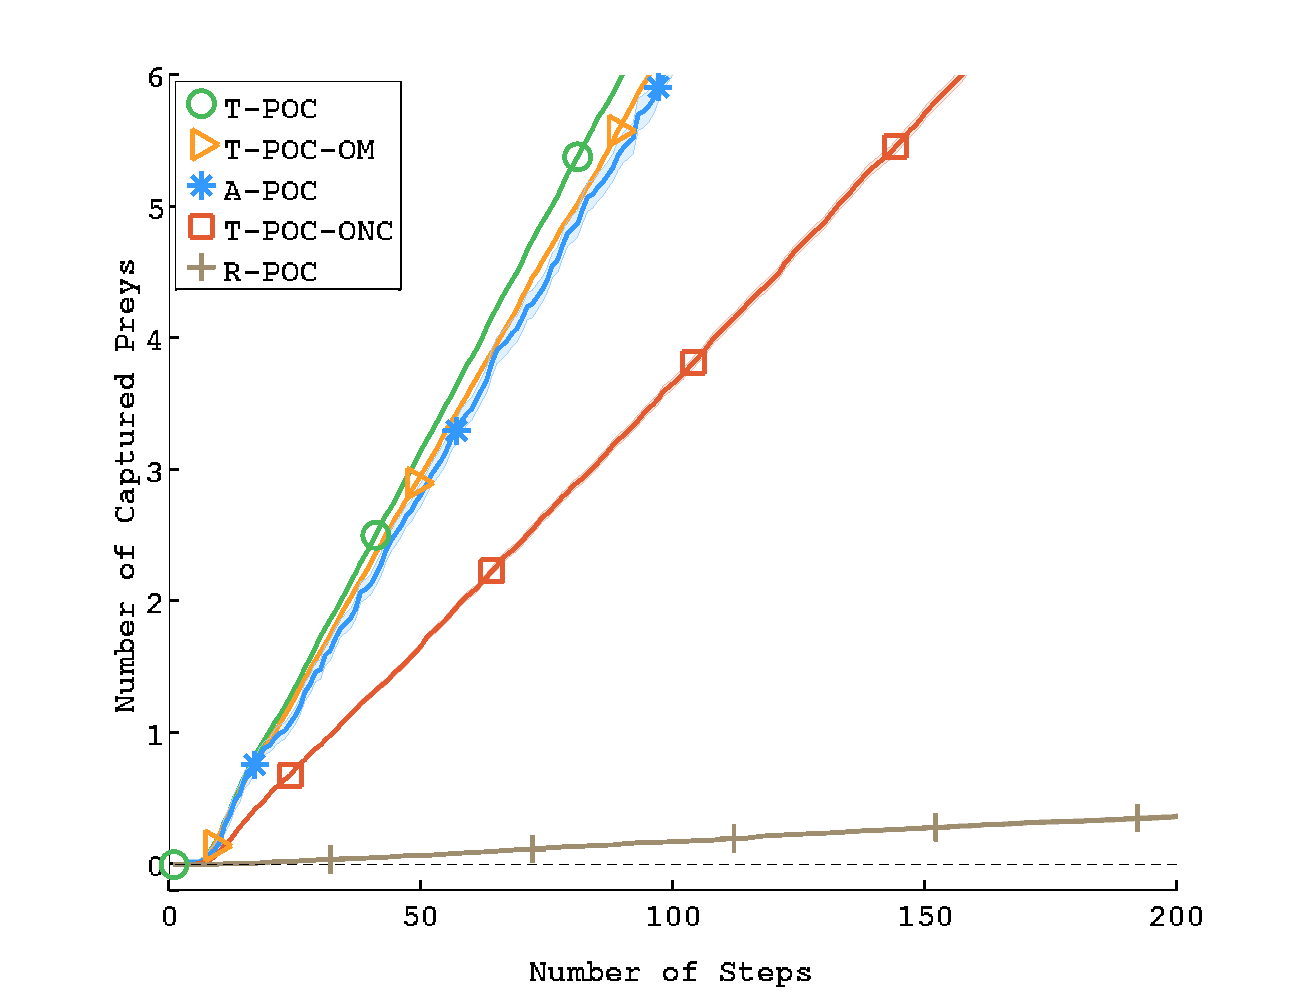 6
T-POC
T-POC-OM
A-POC
T-POC-ONC
R-POC
5
4
3
2
1
0
Number of Captured Preys
0 50 100 150 200
Number of Steps